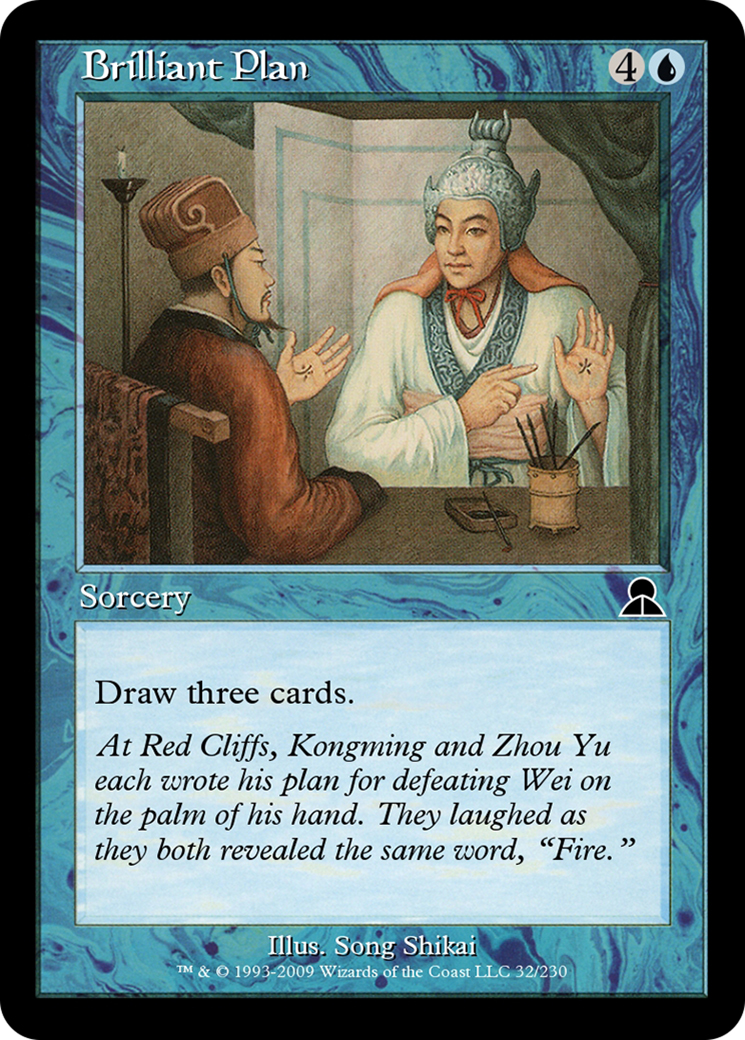 Brilliant Plan 4
火
火
Sorcery
Draw three cards.
At Red Cliffs, Kongming and Zhou Yu
each wrote his plan for defeating Wei on
the palm of his hand. They laughed as
they both revealed the same word, “Fire.”
Illus. Song Shikai
™ & © 1993-2009 Wizards of the Coast LLC 32/230